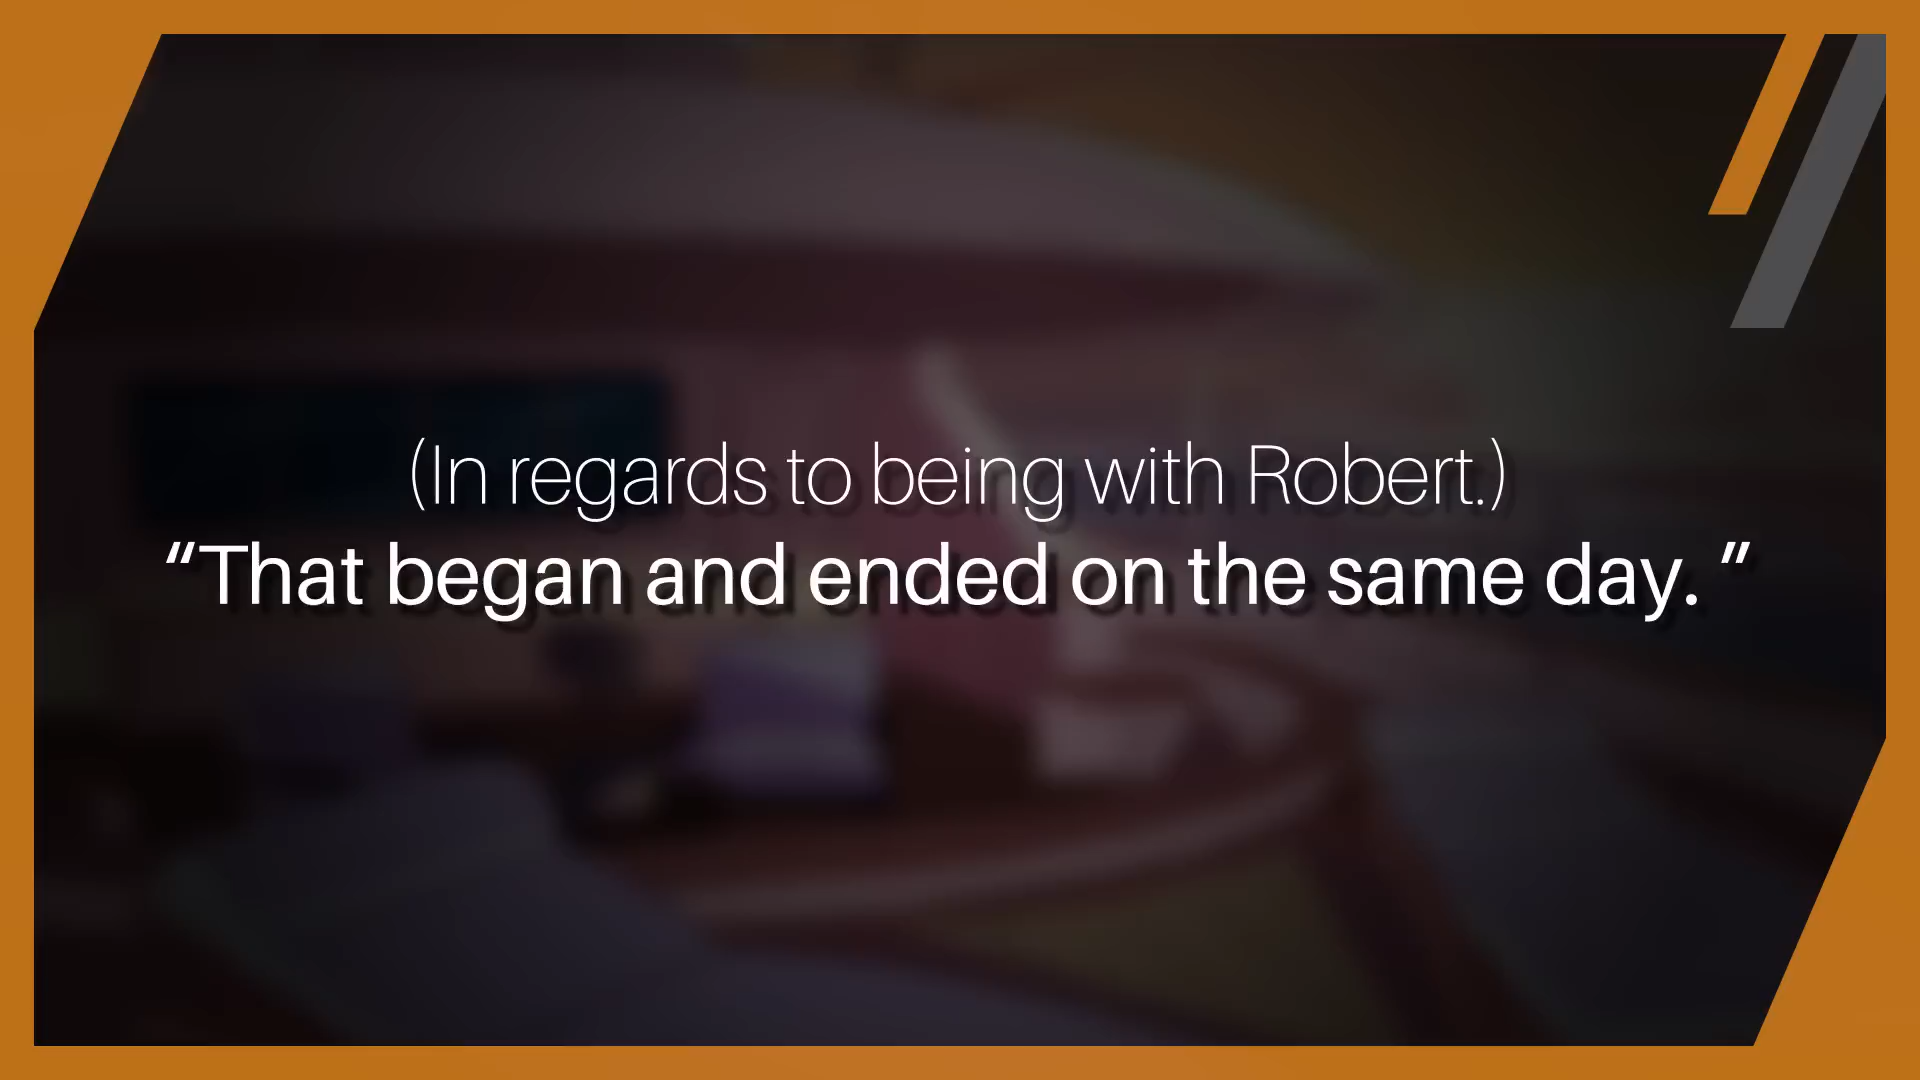 (In regards to being with Robert.)
“That began and ended on the same day. ”